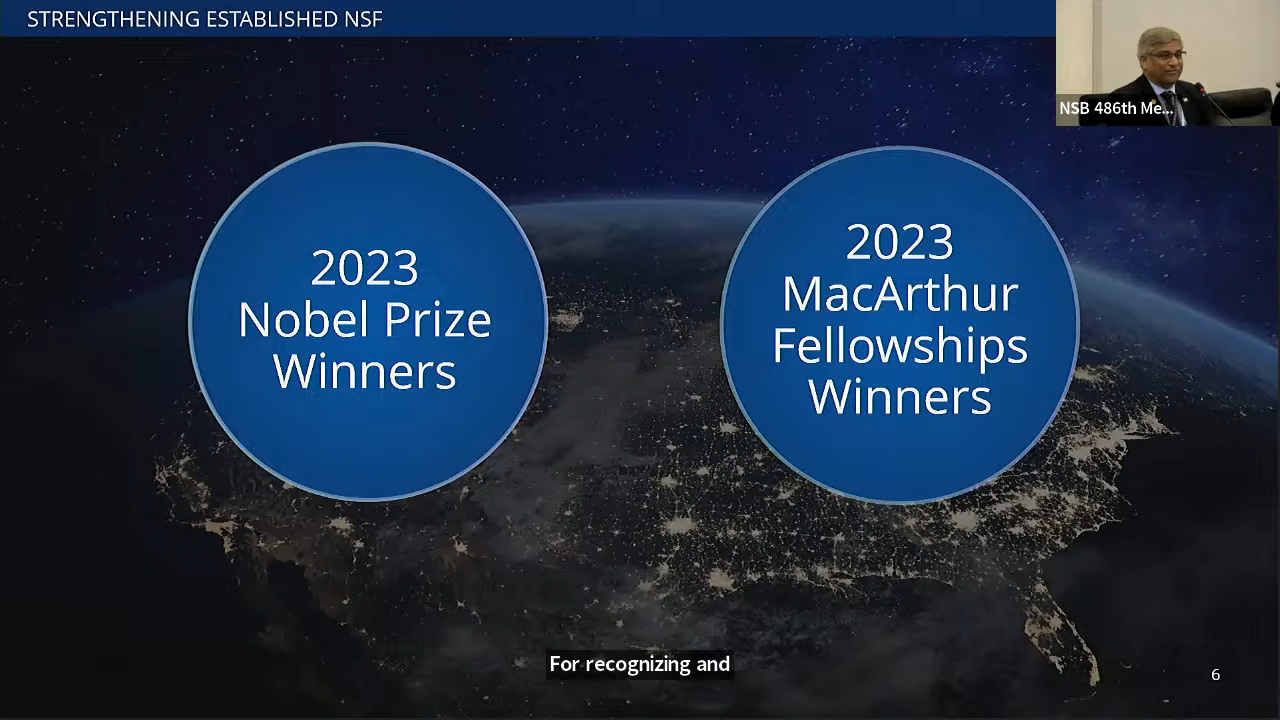 STRENGTHENING ESTABLISHED NSF
NSB 486th Me...
2023
Nobel Prize
Winners
2023
MacArthur
Fellowships
Winners
For recognizing and
6